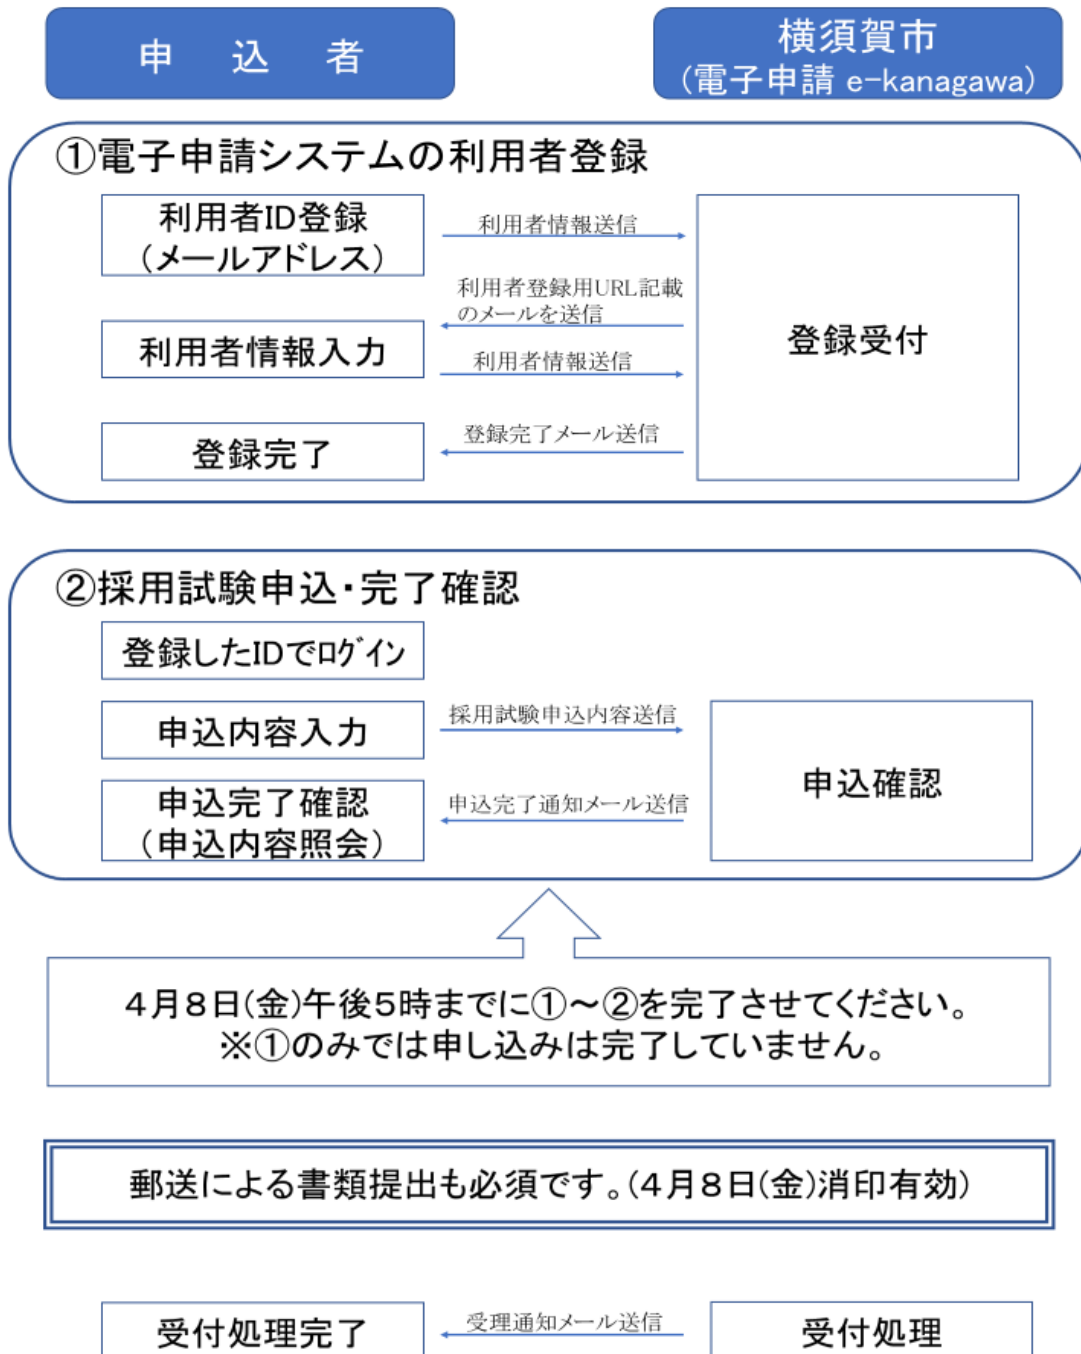 申　込　者
横須賀市
（電子申請 e-kanagawa）
①電子申請システムの利用者登録
利用者ID登録
（メールアドレス）
利用者情報送信
利用者登録用URL記載
のメールを送信
利用者情報入力
利用者情報送信
登録受付
登録完了
登録完了メール送信
②採用試験申込・完了確認
登録したIDでﾛｸﾞｲﾝ
申込内容入力
採用試験申込内容送信
申込確認
申込完了確認
（申込内容照会）
申込完了通知メール送信
４月８日(金)午後５時までに①～②を完了させてください。
※①のみでは申し込みは完了していません。
郵送による書類提出も必須です。（４月８日(金)消印有効）
受付処理完了
受理通知メール送信
受付処理